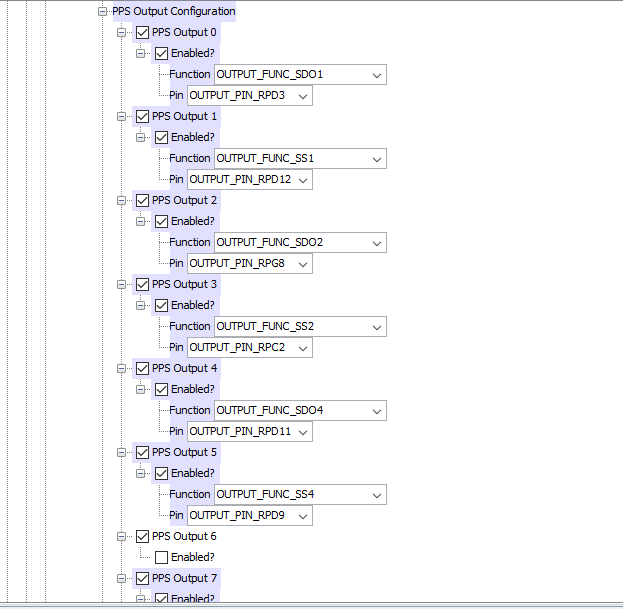 PPS Output Configuration
PPS Output 0
Enabled?
Function OUTPUT_FUNC_SDO1
Pin OUTPUT_PIN_RPD3
PPS Output 1
Enabled?
Function OUTPUT_FUNC_SS1
Pin OUTPUT_PIN_RPD12
PPS Output 2
Enabled?
Function OUTPUT_FUNC_SDO2
Pin OUTPUT_PIN_RPG8
PPS Output 3
Enabled?
Function OUTPUT_FUNC_SS2
Pin OUTPUT_PIN_RPC2
PPS Output 4
Enabled?
Function OUTPUT_FUNC_SDO4
Pin OUTPUT_PIN_RPD11
PPS Output 5
Enabled?
Function OUTPUT_FUNC_SS4
Pin OUTPUT_PIN_RPD9
PPS Output 6
Enabled?
PPS Output 7
Enabled?